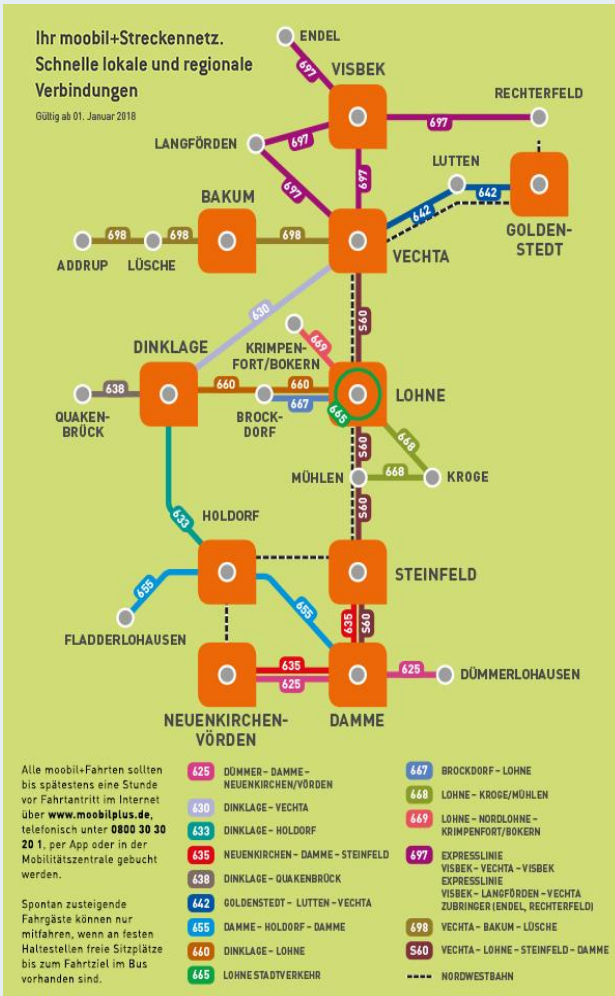 Ihr moobil+Streckennetz.
Schnelle lokale und regionale
Verbindungen
Gültig ab 01. Januar 2018
ENDEL
697
VISBEK
RECHTERFELD
697
LANGFÖRDEN
697
697
697
LUTTEN
642
642
BAKUM
GOLDEN-
STEDT
698
698
698
ADDRUP
LÜSCHE
VECHTA
630
S60
DINKLAGE
KRIMPEN-
FORT/BOKERN
669
638
660
660
667
665
LOHNE
QUAKEN-
BRÜCK
BROCK-
DORF
S60
668
668
MÜHLEN
KROGE
S60
633
HOLDORF
STEINFELD
655
655
FLADDERLOHAUSEN
635
S60
635
625
625
DÜMMERLOHAUSEN
NEUENKIRCHEN-
VÖRDEN
DAMME
Alle moobil+Fahrten sollten
bis spätestens eine Stunde
vor Fahrtantritt im Internet
über www.moobilplus.de,
telefonisch unter 0800 30 30
20 1, per App oder in der
Mobilitätszentrale gebucht
werden.
Spontan zusteigende
Fahrgäste können nur
mitfahren, wenn an festen
Haltestellen freie Sitzplätze
bis zum Fahrtziel im Bus
vorhanden sind.
625 DÜMMER – DAMME –
NEUENKIRCHEN/VÖRDEN
630 DINKLAGE – VECHTA
633 DINKLAGE – HOLDORF
635 NEUENKIRCHEN – DAMME – STEINFELD
638 DINKLAGE – QUAKENBRÜCK
642 GOLDENSTEDT – LUTTEN – VECHTA
655 DAMME – HOLDORF – DAMME
660 DINKLAGE – LOHNE
665 LOHNE STADTVERKEHR
667 BROCKDORF – LOHNE
668 LOHNE – KROGE/MÜHLEN
669 LOHNE – NORDLOHNE –
KRIMPENFORT/BOKERN
697 EXPRESSLINIE
VISBEK – VECHTA – VISBEK
EXPRESSLINIE
VISBEK – LANGFÖRDEN – VECHTA
ZUBRINGER (ENDEL, RECHTERFELD)
698 VECHTA – BAKUM – LÜSCHE
S60 VECHTA – LOHNE – STEINFELD – DAMME
NORDWESTBAHN